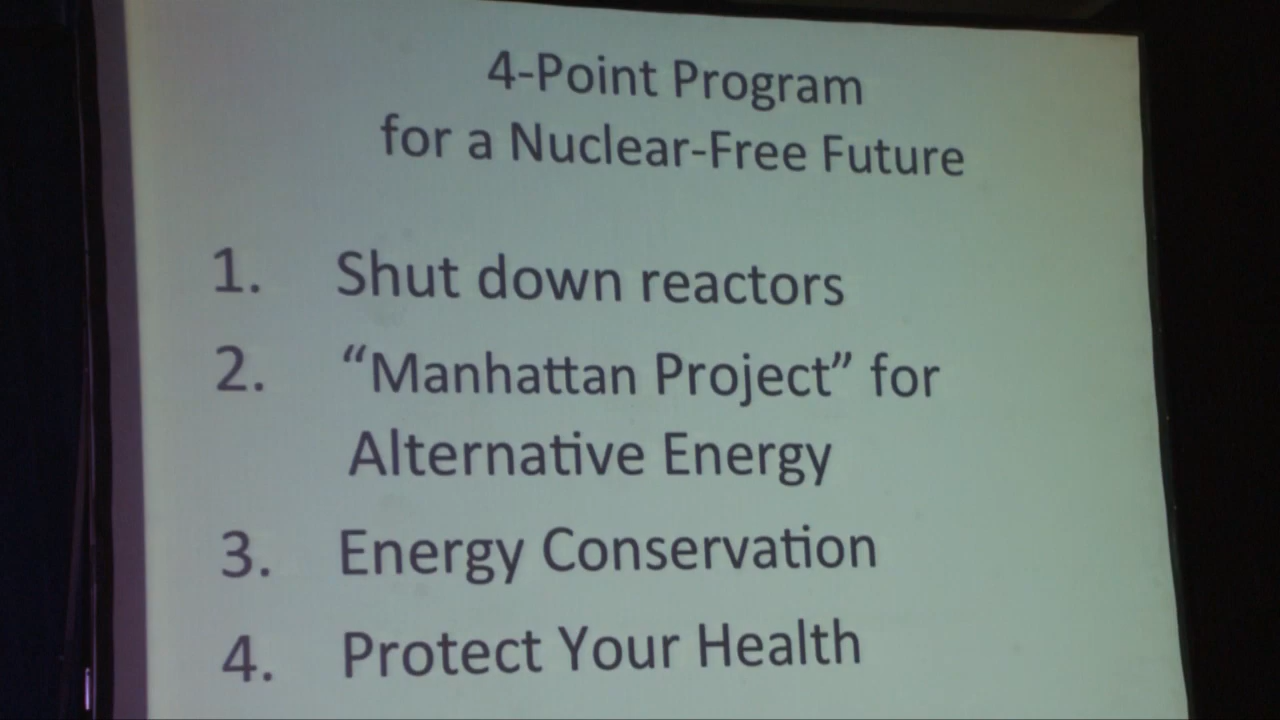 4-Point Program
for a Nuclear-Free Future
1. Shut down reactors
2. “Manhattan Project” for
Alternative Energy
3. Energy Conservation
4. Protect Your Health